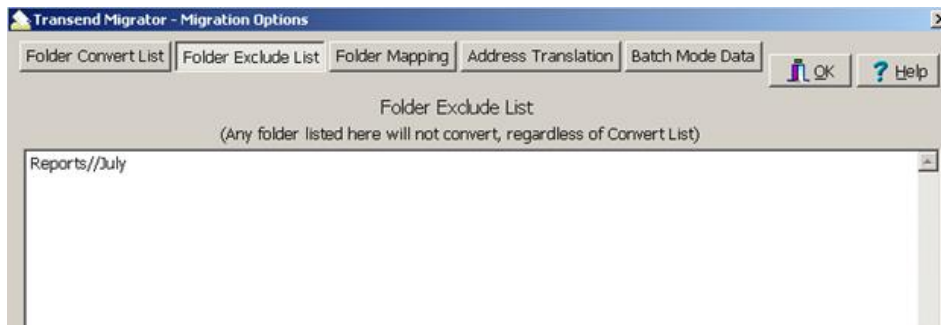 Transend Migrator - Migration Options
Folder Convert List Folder Exclude List Folder Mapping Address Translation Batch Mode Data OK ? Help
Folder Exclude List
(Any folder listed here will not convert, regardless of Convert List)
Reports//July